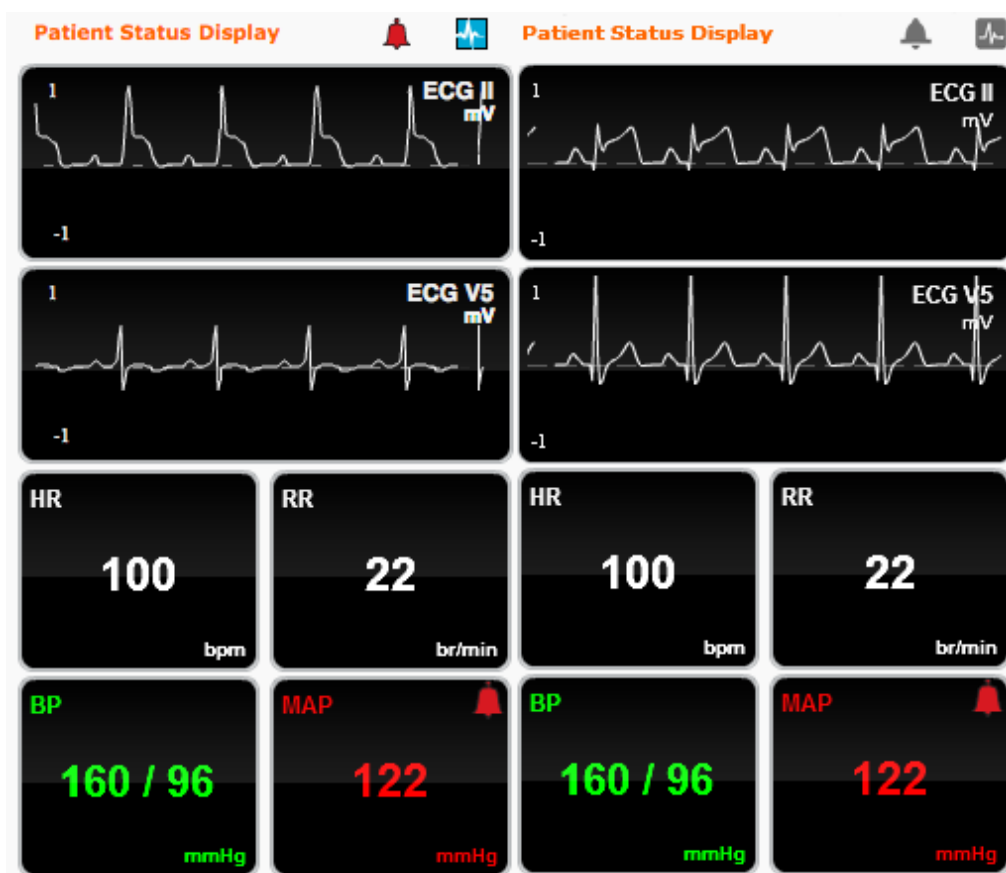 Patient Status Display
1
ECG II
mV
-1
1
ECG V5
mV
-1
HR
RR
100
22
bpm
br/min
BP
MAP
160 / 96
122
mmHg
mmHg
Patient Status Display
1
ECG II
mV
-1
1
ECG V5
mV
-1
HR
RR
100
22
bpm
br/min
BP
MAP
160 / 96
122
mmHg
mmHg